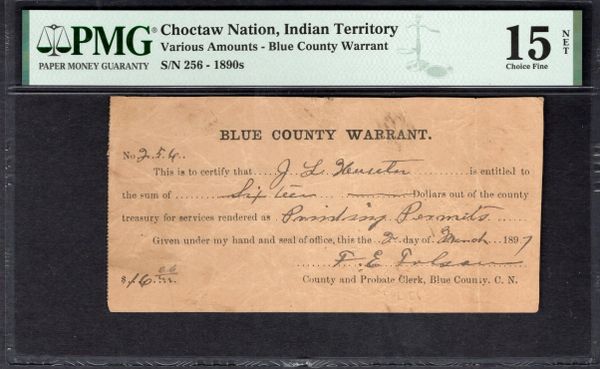 PMG® Choctaw Nation, Indian Territory
Various Amounts - Blue County Warrant
PAPER MONEY GUARANTY S/N 256 - 1890s
15 NET
Choice Fine
BLUE COUNTY WARRANT.
No 256..
This is to certify that .... J. L. ........ is entitled to
the sum of ........ Sixteen ........ Dollars out of the county
treasury for services rendered as .... Printing Permits ....
Given under my hand and seal of office, this the ..2.. day of ..March.. 1897
F. E. Folsom
$16.00 County and Probate Clerk, Blue County. C. N.